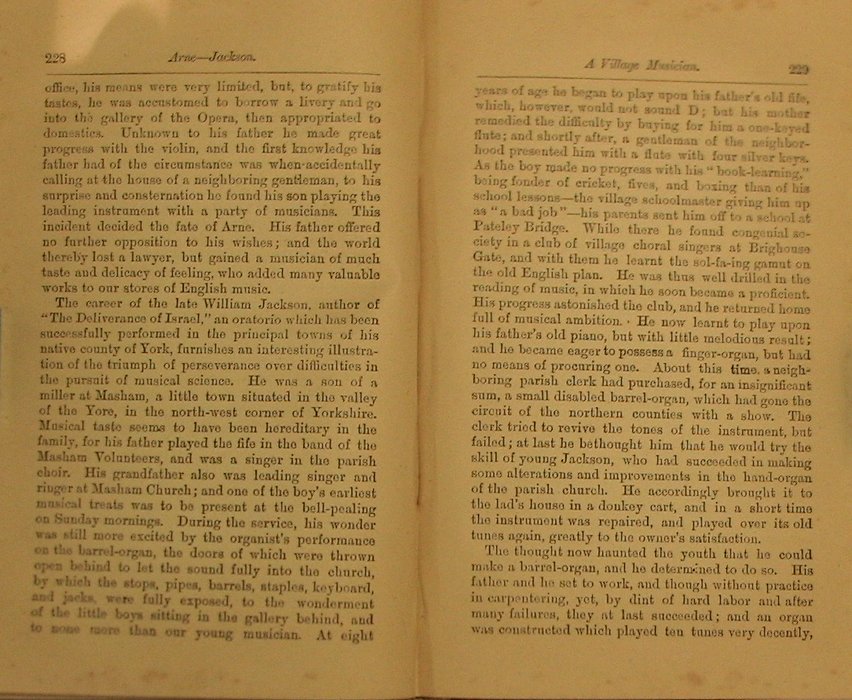 228
Arne—Jackson.
office, his means were very limited, but, to gratify his
tastes, he was accustomed to borrow a livery and go
into the gallery of the Opera, then appropriated to
domestics. Unknown to his father he made great
progress with the violin, and the first knowledge his
father had of the circumstance was when accidentally
calling at the house of a neighboring gentleman, to his
surprise and consternation he found his son playing the
leading instrument with a party of musicians. This
incident decided the fate of Arne. His father offered
no further opposition to his wishes; and the world
thereby lost a lawyer, but gained a musician of much
taste and delicacy of feeling, who added many valuable
works to our stores of English music.
The career of the late William Jackson, author of
"The Deliverance of Israel," an oratorio which has been
successfully performed in the principal towns of his
native county of York, furnishes an interesting illustra-
tion of the triumph of perseverance over difficulties in
the pursuit of musical science. He was a son of a
miller at Masham, a little town situated in the valley
of the Yore, in the north-west corner of Yorkshire.
Musical taste seems to have been hereditary in the
family, for his father played the fife in the band of the
Masham Volunteers, and was a singer in the parish
choir. His grandfather also was leading singer and
ringer at Masham Church; and one of the boy's earliest
musical treats was to be present at the bell-pealing
on Sunday mornings. During the service, his wonder
was still more excited by the organist's performance
on the barrel-organ, the doors of which were thrown
open behind to let the sound fully into the church,
by which the stops, pipes, barrels, staples, keyboard,
and jacks, were fully exposed, to the wonderment
of the little boys sitting in the gallery behind, and
to none more than our young musician. At eight
A Village Musician.
229
years of age he began to play upon his father's old fife,
which, however, would not sound D; but his mother
remedied the difficulty by buying for him a one-keyed
flute; and shortly after, a gentleman of the neighbor-
hood presented him with a flute with four silver keys.
As the boy made no progress with his "book-learning,"
being fonder of cricket, fives, and boxing than of his
school lessons—the village schoolmaster giving him up
as "a bad job"—his parents sent him off to a school at
Pateley Bridge. While there he found congenial so-
ciety in a club of village choral singers at Brighouse
Gate, and with them he learnt the sol-fa-ing gamut on
the old English plan. He was thus well drilled in the
reading of music, in which he soon became a proficient.
His progress astonished the club, and he returned home
full of musical ambition. He now learnt to play upon
his father's old piano, but with little melodious result;
and he became eager to possess a finger-organ, but had
no means of procuring one. About this time, a neigh-
boring parish clerk had purchased, for an insignificant
sum, a small disabled barrel-organ, which had gone the
circuit of the northern counties with a show. The
clerk tried to revive the tones of the instrument, but
failed; at last he bethought him that he would try the
skill of young Jackson, who had succeeded in making
some alterations and improvements in the hand-organ
of the parish church. He accordingly brought it to
the lad's house in a donkey cart, and in a short time
the instrument was repaired, and played over its old
tunes again, greatly to the owner's satisfaction.
The thought now haunted the youth that he could
make a barrel-organ, and he determined to do so. His
father and he set to work, and though without practice
in carpentering, yet, by dint of hard labor and after
many failures, they at last succeeded; and an organ
was constructed which played ten tunes very decently,